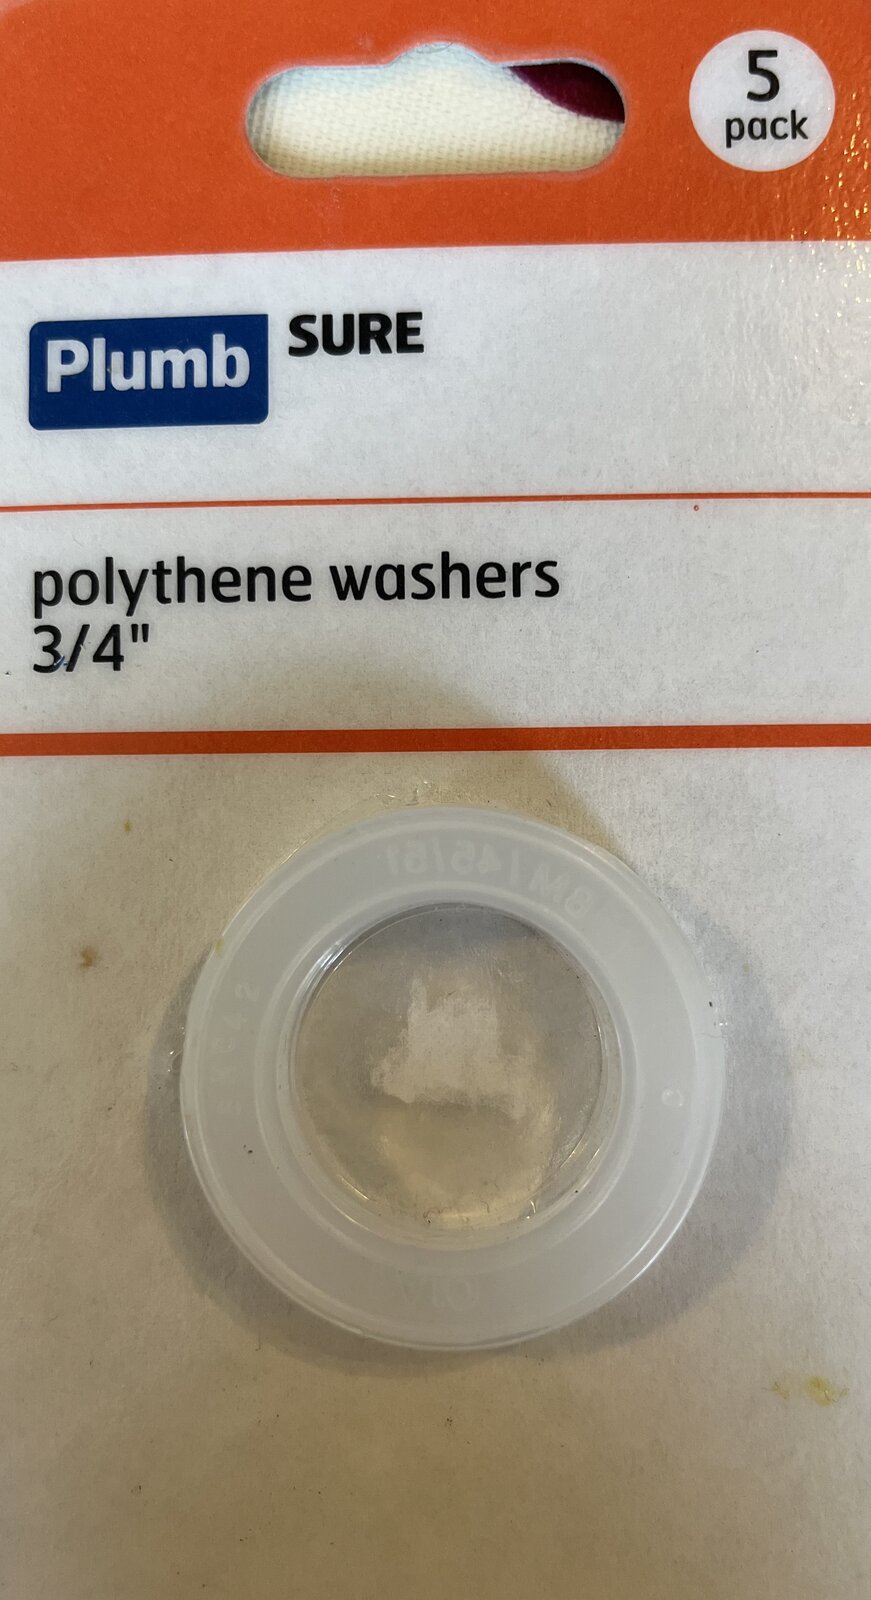 5
pack
Plumb SURE
polythene washers
3/4"